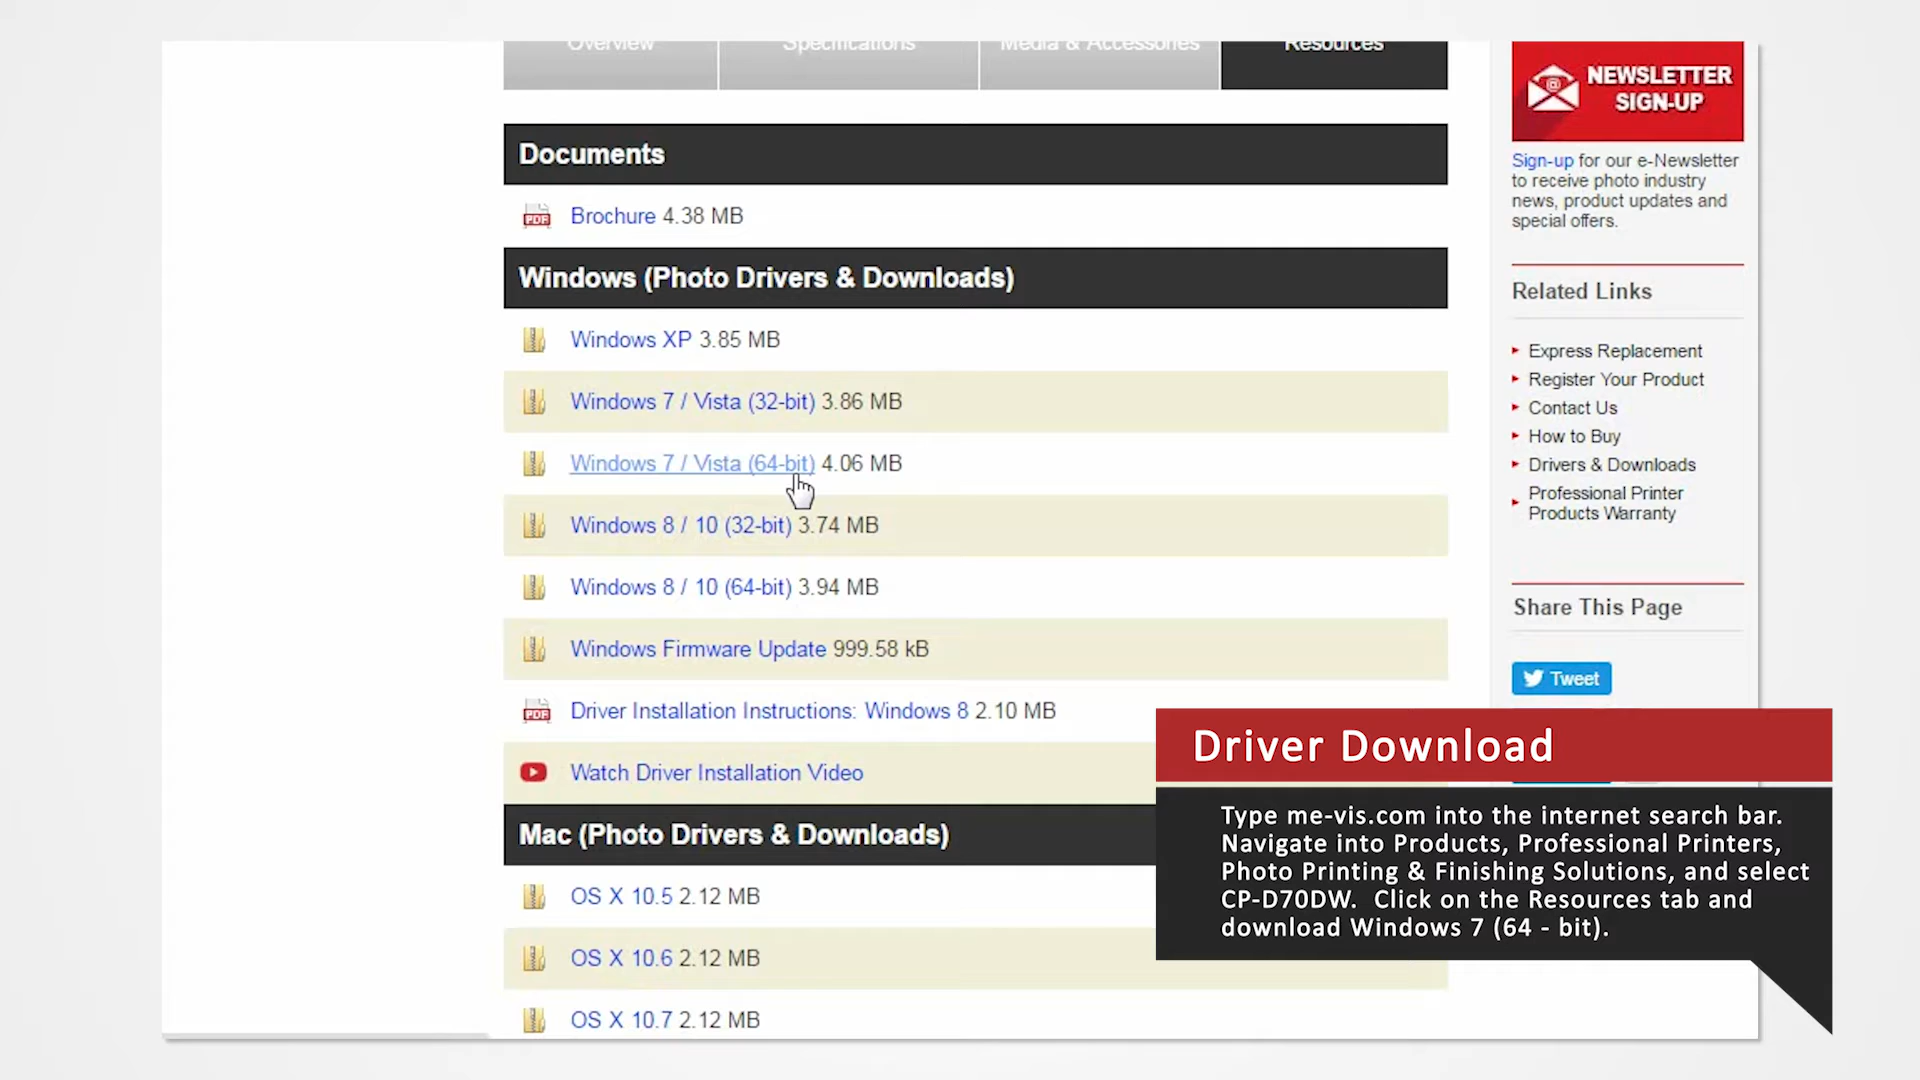 Overview
Specifications
Media & Accessories
Resources
Documents
Brochure 4.38 MB
Windows (Photo Drivers & Downloads)
Windows XP 3.85 MB
Windows 7 / Vista (32-bit) 3.86 MB
Windows 7 / Vista (64-bit) 4.06 MB
Windows 8 / 10 (32-bit) 3.74 MB
Windows 8 / 10 (64-bit) 3.94 MB
Windows Firmware Update 999.58 kB
Driver Installation Instructions: Windows 8 2.10 MB
Watch Driver Installation Video
Mac (Photo Drivers & Downloads)
OS X 10.5 2.12 MB
OS X 10.6 2.12 MB
OS X 10.7 2.12 MB
NEWSLETTER
SIGN-UP
Sign-up for our e-Newsletter
to receive photo industry
news, product updates and
special offers.
Related Links
Express Replacement
Register Your Product
Contact Us
How to Buy
Drivers & Downloads
Professional Printer
Products Warranty
Share This Page
Tweet
Driver Download
Type me-vis.com into the internet search bar.
Navigate into Products, Professional Printers,
Photo Printing & Finishing Solutions, and select
CP-D70DW. Click on the Resources tab and
download Windows 7 (64 - bit).